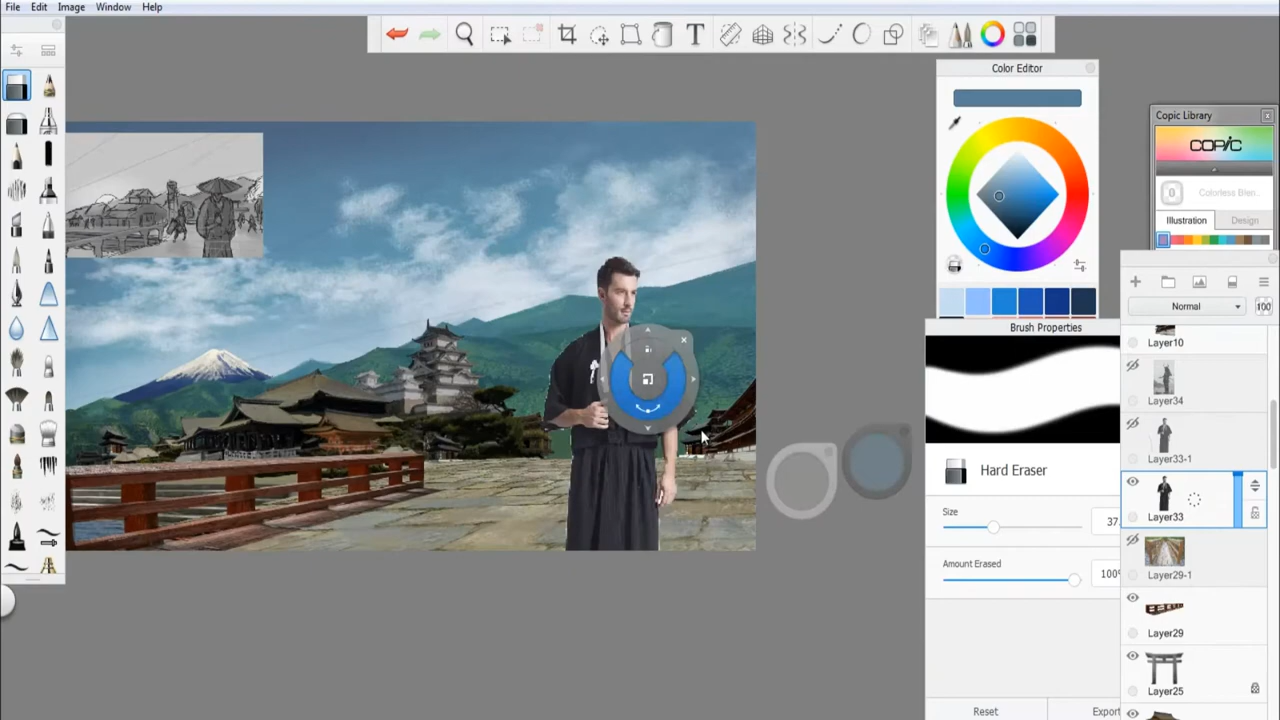 File Edit Image Window Help
T
Color Editor
Copic Library
x
COPIC
0 Colorless Blen..
Illustration Design
Normal 100
Layer10
Layer34
Layer33-1
Layer33
Layer29-1
Layer29
Layer25
Brush Properties
Hard Eraser
Size
37.
Amount Erased
100%
Reset Export